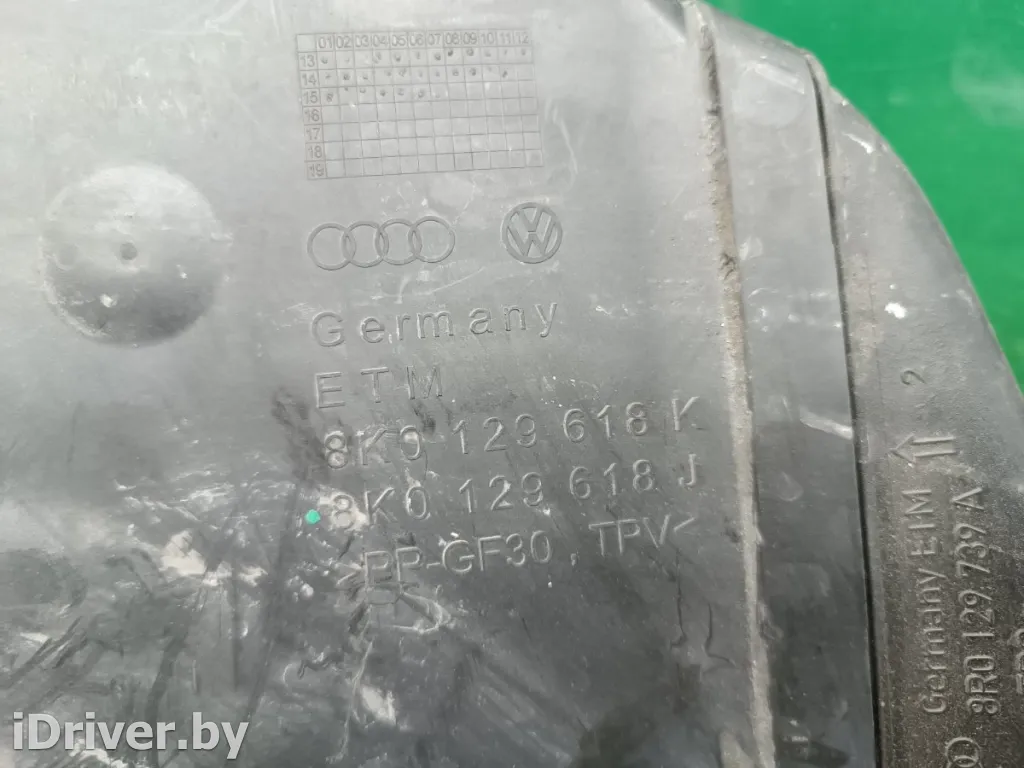 01 02 03 04 05 06 07 08 09 10 11 12
13
14
15
16
17
18
19
Germany
ETM
8K0 129 618 K
8K0 129 618 J
>PP-GF30, TPV<
2
Germany EIM
8R0 129 739 A
iDriver.by